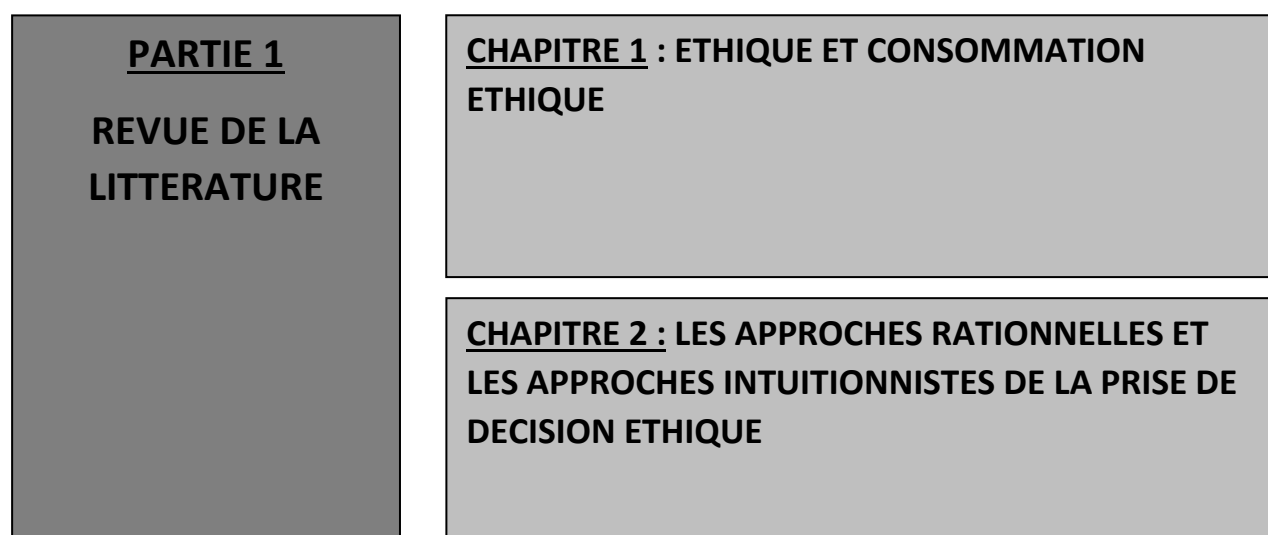 PARTIE 1
REVUE DE LA
LITTERATURE
CHAPITRE 1 : ETHIQUE ET CONSOMMATION
ETHIQUE
CHAPITRE 2 : LES APPROCHES RATIONNELLES ET
LES APPROCHES INTUITIONNISTES DE LA PRISE DE
DECISION ETHIQUE